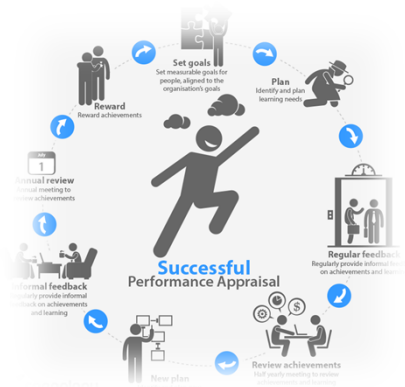 Set goals
Set measurable goals for
people, aligned to the
organisation's goals
Plan
Identify and plan
learning needs
Regular feedback
Regularly provide informal
on achievements and
Review achievements
Half yearly meeting to review
achievements and learning
New plan
Informal feedback
Regularly provide informal
feedback on achievements
and learning
Annual review
Annual meeting to
review achievements
1
Reward
Reward achievements
Successful
Performance Appraisal